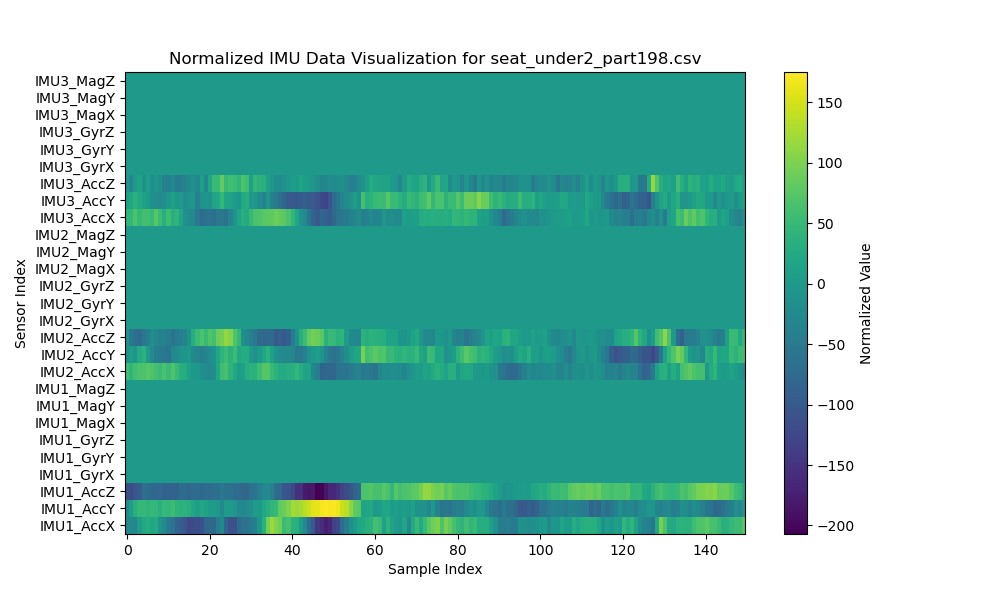 Normalized IMU Data Visualization for seat_under2_part198.csv
IMU3_MagZ
IMU3_MagY
IMU3_MagX
IMU3_GyrZ
IMU3_GyrY
IMU3_GyrX
IMU3_AccZ
IMU3_AccY
IMU3_AccX
IMU2_MagZ
IMU2_MagY
IMU2_MagX
IMU2_GyrZ
IMU2_GyrY
IMU2_GyrX
IMU2_AccZ
IMU2_AccY
IMU2_AccX
IMU1_MagZ
IMU1_MagY
IMU1_MagX
IMU1_GyrZ
IMU1_GyrY
IMU1_GyrX
IMU1_AccZ
IMU1_AccY
IMU1_AccX
Sensor Index
0 20 40 60 80 100 120 140
Sample Index
150
100
50
0
−50
−100
−150
−200
Normalized Value